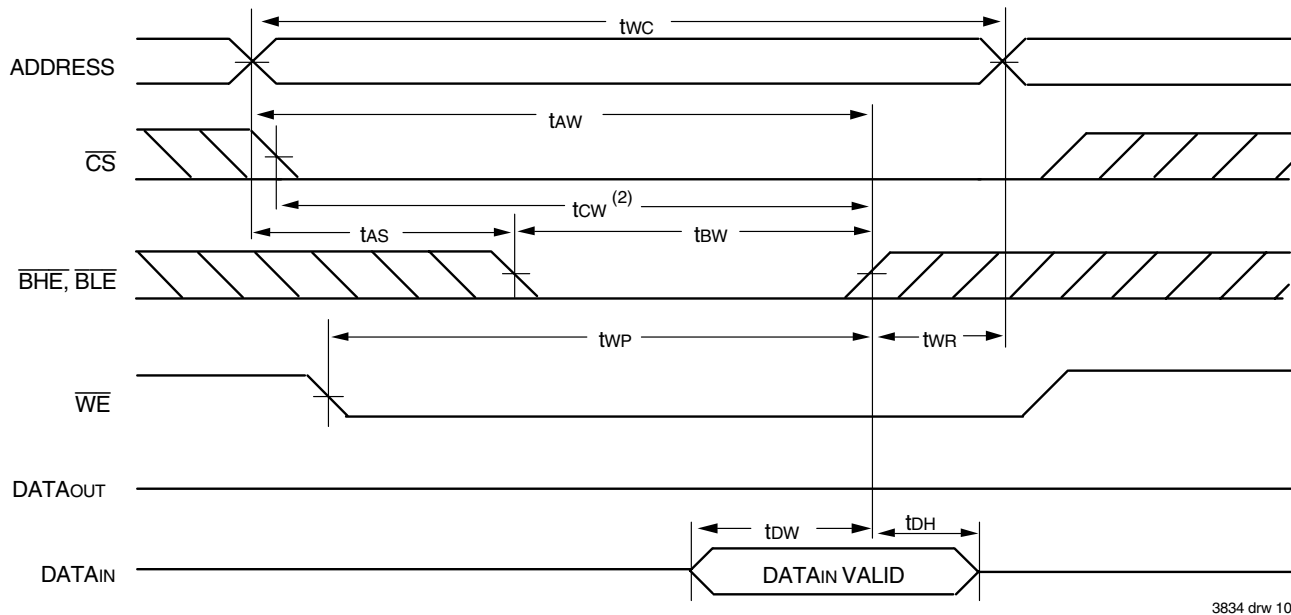 tWC
ADDRESS
tAW
CS
tCW (2)
tAS
tBW
BHE, BLE
tWP
tWR
WE
DATAOUT
tDW
tDH
DATAIN
DATAIN VALID
3834 drw 10